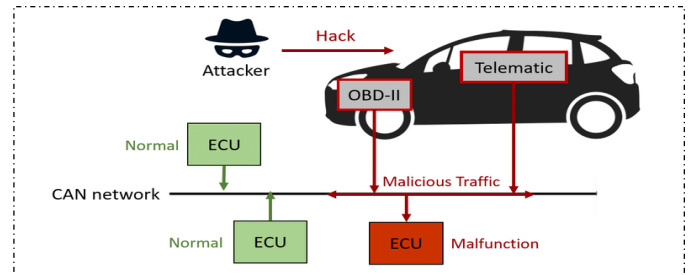 Hack
Attacker
Telematic
OBD-II
Normal
ECU
Malicious Traffic
CAN network
Normal
ECU
ECU
Malfunction